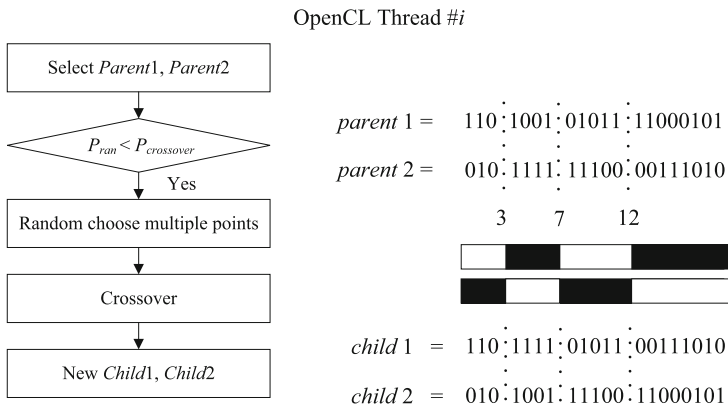 OpenCL Thread #i
Select Parent1, Parent2
P_ran < P_crossover
Yes
Random choose multiple points
Crossover
New Child1, Child2
parent 1 = 110 1001 01011 11000101
parent 2 = 010 1111 11100 00111010
3 7 12
child 1 = 110 1111 01011 00111010
child 2 = 010 1001 11100 11000101